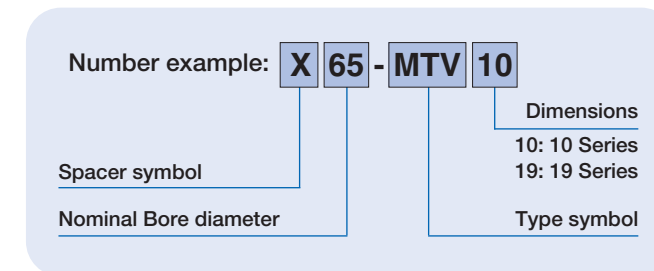 Number example: X 65 - MTV 10
Dimensions
10: 10 Series
19: 19 Series
Spacer symbol
Nominal Bore diameter
Type symbol